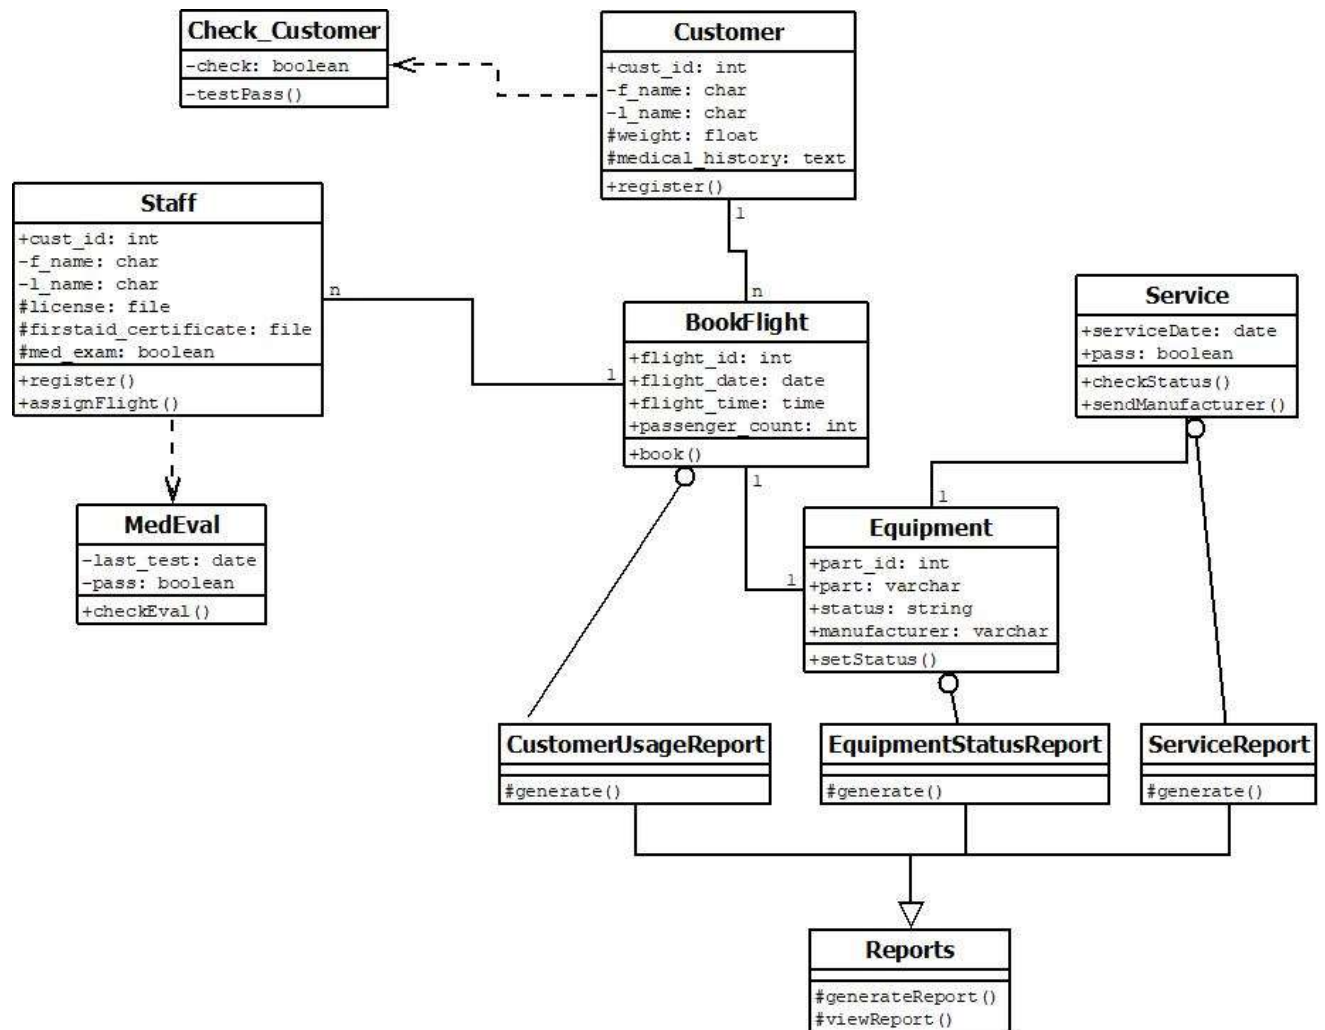 Check_Customer
-check: boolean
-testPass()
Customer
+cust_id: int
-f_name: char
-l_name: char
#weight: float
#medical_history: text
+register()
1
Staff
+cust_id: int
-f_name: char
-l_name: char
#license: file
#firstaid_certificate: file
#med_exam: boolean
+register()
+assignFlight()
n
n
BookFlight
+flight_id: int
+flight_date: date
+flight_time: time
+passenger_count: int
+book()
1
1
Service
+serviceDate: date
+pass: boolean
+checkStatus()
+sendManufacturer()
MedEval
-last_test: date
-pass: boolean
+checkEval()
1
Equipment
+part_id: int
+part: varchar
+status: string
+manufacturer: varchar
+setStatus()
1
CustomerUsageReport
#generate()
EquipmentStatusReport
#generate()
ServiceReport
#generate()
Reports
#generateReport()
#viewReport()